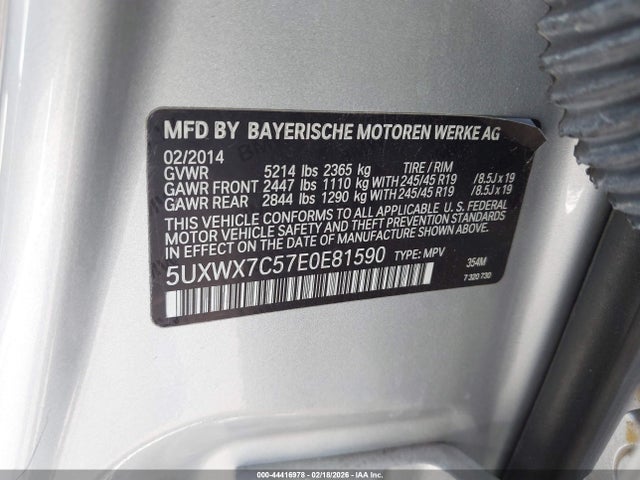 MFD BY BAYERISCHE MOTOREN WERKE AG
02/2014
GVWR 5214 lbs 2365 kg TIRE / RIM
GAWR FRONT 2447 lbs 1110 kg WITH 245/45 R19 /8.5J x 19
GAWR REAR 2844 lbs 1290 kg WITH 245/45 R19 /8.5J x 19
THIS VEHICLE CONFORMS TO ALL APPLICABLE U. S. FEDERAL
MOTOR VEHICLE SAFETY AND THEFT PREVENTION STANDARDS
IN EFFECT ON THE DATE OF MANUFACTURE SHOWN ABOVE.
5UXWX7C57E0E81590 TYPE: MPV 354M
7 320 730
000-44416978 - 02/18/2026 - IAA Inc.